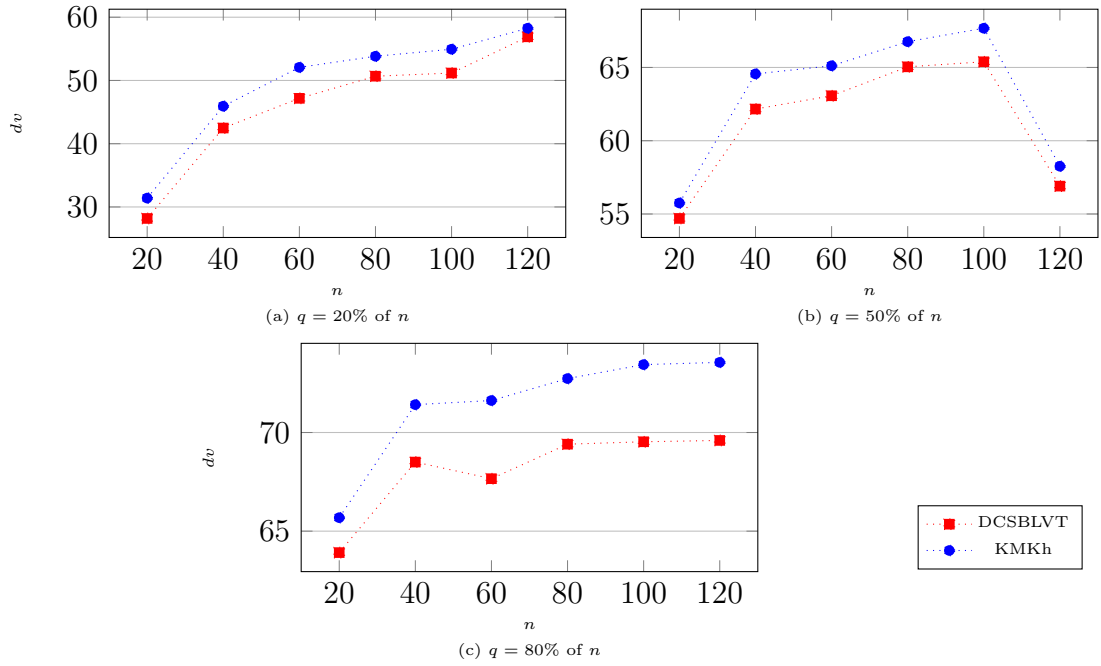 60
50
40
30
dv
20 40 60 80 100 120
n
(a) q = 20% of n
65
60
55
20 40 60 80 100 120
n
(b) q = 50% of n
70
65
dv
20 40 60 80 100 120
n
(c) q = 80% of n
DCSBLVT
KMKh